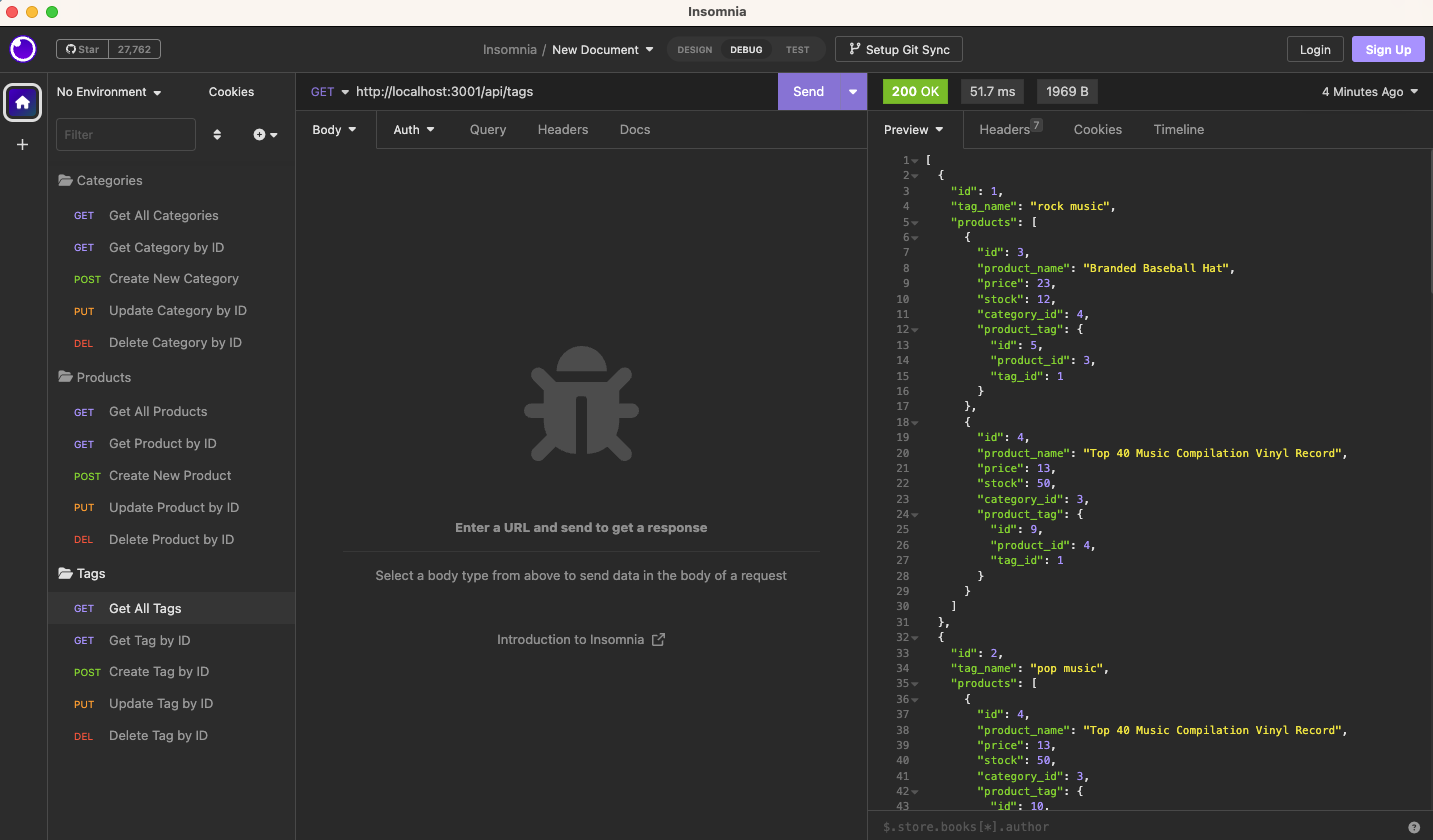 Insomnia
Star 27,762
Insomnia / New Document
DESIGN DEBUG TEST
Setup Git Sync
Login
Sign Up
No Environment
Cookies
Filter
Categories
GET Get All Categories
GET Get Category by ID
POST Create New Category
PUT Update Category by ID
DEL Delete Category by ID
Products
GET Get All Products
GET Get Product by ID
POST Create New Product
PUT Update Product by ID
DEL Delete Product by ID
Tags
GET Get All Tags
GET Get Tag by ID
POST Create Tag by ID
PUT Update Tag by ID
DEL Delete Tag by ID
GET http://localhost:3001/api/tags
Send
Body Auth Query Headers Docs
Enter a URL and send to get a response
Select a body type from above to send data in the body of a request
Introduction to Insomnia
200 OK 51.7 ms 1969 B 4 Minutes Ago
Preview Headers 7 Cookies Timeline
1 [
2 {
3 "id": 1,
4 "tag_name": "rock music",
5 "products": [
6 {
7 "id": 3,
8 "product_name": "Branded Baseball Hat",
9 "price": 23,
10 "stock": 12,
11 "category_id": 4,
12 "product_tag": {
13 "id": 5,
14 "product_id": 3,
15 "tag_id": 1
16 }
17 },
18 {
19 "id": 4,
20 "product_name": "Top 40 Music Compilation Vinyl Record",
21 "price": 13,
22 "stock": 50,
23 "category_id": 3,
24 "product_tag": {
25 "id": 9,
26 "product_id": 4,
27 "tag_id": 1
28 }
29 }
30 ]
31 },
32 {
33 "id": 2,
34 "tag_name": "pop music",
35 "products": [
36 {
37 "id": 4,
38 "product_name": "Top 40 Music Compilation Vinyl Record",
39 "price": 13,
40 "stock": 50,
41 "category_id": 3,
42 "product_tag": {
43 "id": 10,
$.store.books[*].author
?